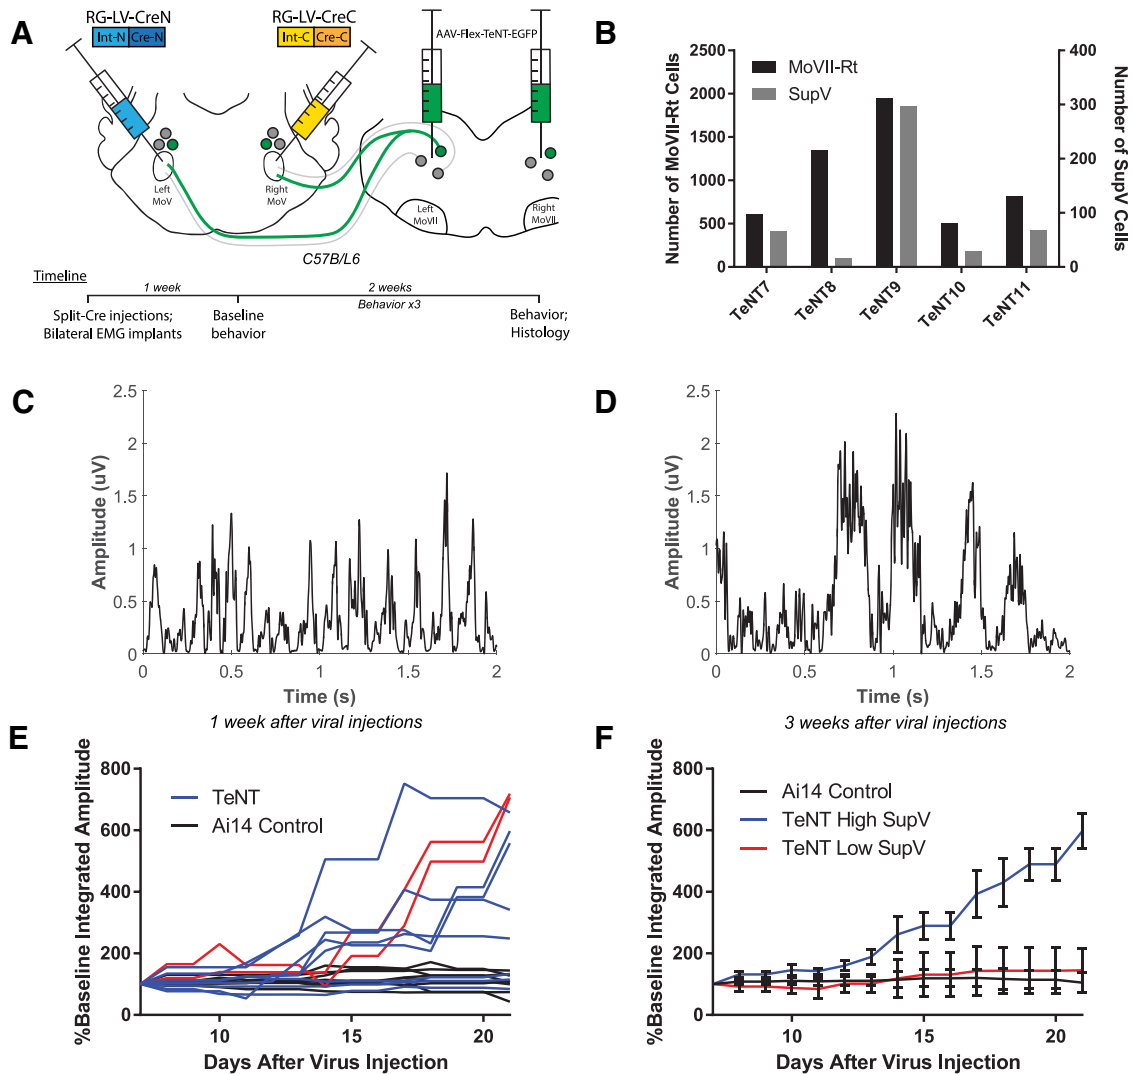 A
RG-LV-CreN
Int-N Cre-N
RG-LV-CreC
Int-C Cre-C
AAV-Flex-TeNT-EGFP
Left
MoV
Right
MoV
Left
MoVII
Right
MoVII
C57B/L6
Timeline
1 week
2 weeks
Behavior x3
Split-Cre injections;
Bilateral EMG implants
Baseline
behavior
Behavior;
Histology
B
Number of MoVII-Rt Cells
2500
2000
1500
1000
500
0
MoVII-Rt
SupV
400
300
200
100
0
Number of
SupV Cells
TeNT7
TeNT8
TeNT9
TeNT10
TeNT11
C
Amplitude (uV)
2.5
2
1.5
1
0.5
0
0 0.5 1 1.5 2
Time (s)
1 week after viral injections
D
Amplitude (uV)
2.5
2
1.5
1
0.5
0
0 0.5 1 1.5 2
Time (s)
3 weeks after viral injections
E
%Baseline Integrated Amplitude
800
600
400
200
0
TeNT
Ai14 Control
10 15 20
Days After Virus Injection
F
%Baseline Integrated Amplitude
800
600
400
200
0
Ai14 Control
TeNT High SupV
TeNT Low SupV
10 15 20
Days After Virus Injection